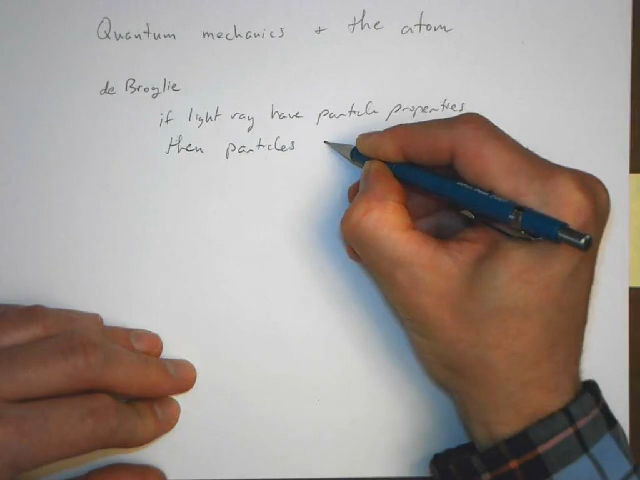 Quantum mechanics + the atom
de Broglie
if light ray have particle properties
then particles